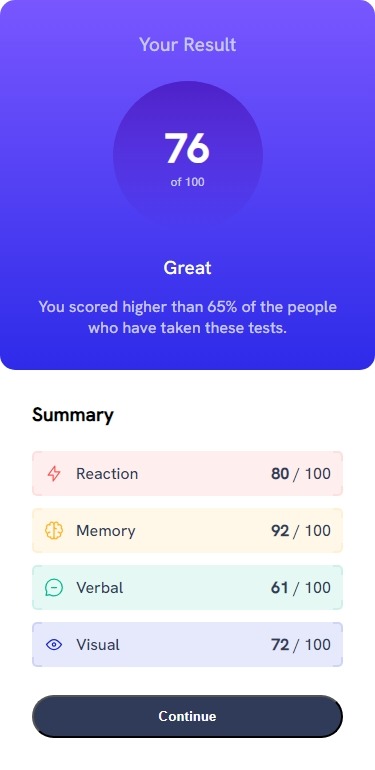 Your Result
76
of 100
Great
You scored higher than 65% of the people
who have taken these tests.
Summary
Reaction 80 / 100
Memory 92 / 100
Verbal 61 / 100
Visual 72 / 100
Continue